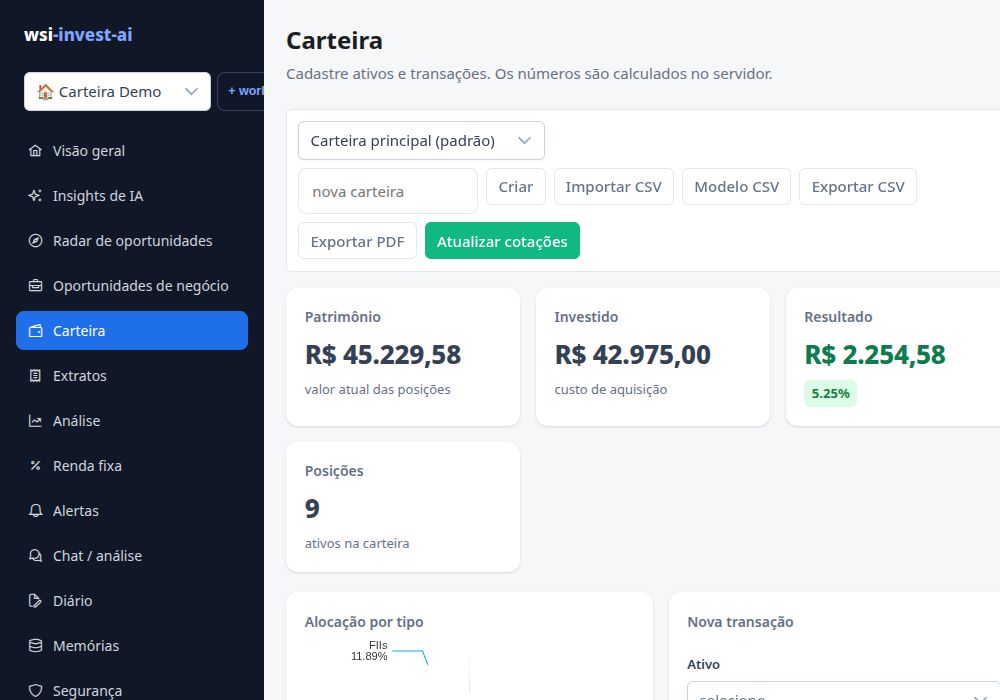 wsi-invest-ai
🏠 Carteira Demo
Visão geral
Insights de IA
Radar de oportunidades
Oportunidades de negócio
Carteira
Extratos
Análise
Renda fixa
Alertas
Chat / análise
Diário
Memórias
Segurança
Carteira
Cadastre ativos e transações. Os números são calculados no servidor.
Carteira principal (padrão)
nova carteira
Criar
Importar CSV
Modelo CSV
Exportar CSV
Exportar PDF
Atualizar cotações
Patrimônio
R$ 45.229,58
valor atual das posições
Investido
R$ 42.975,00
custo de aquisição
Resultado
R$ 2.254,58
5.25%
Posições
9
ativos na carteira
Alocação por tipo
FIIs
11.89%
Nova transação
Ativo
selecione